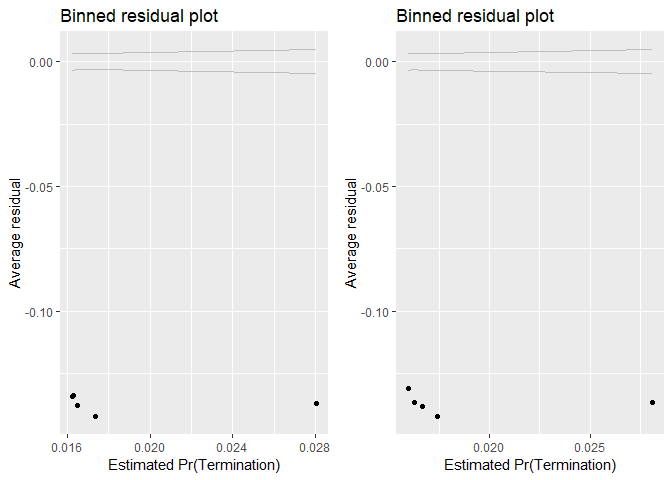 Binned residual plot
0.00
-0.05
-0.10
Average residual
0.016
0.020
0.024
0.028
Estimated Pr(Termination)
Binned residual plot
0.00
-0.05
-0.10
Average residual
0.020
0.025
Estimated Pr(Termination)